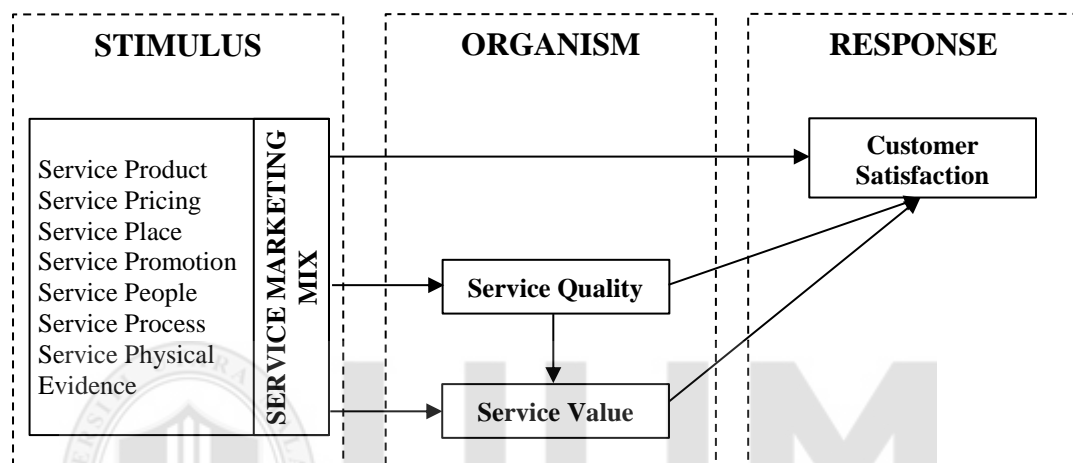 STIMULUS
ORGANISM
RESPONSE
Service Product
Service Pricing
Service Place
Service Promotion
Service People
Service Process
Service Physical
Evidence
SERVICE MARKETING
MIX
Customer
Satisfaction
Service Quality
Service Value
UUM